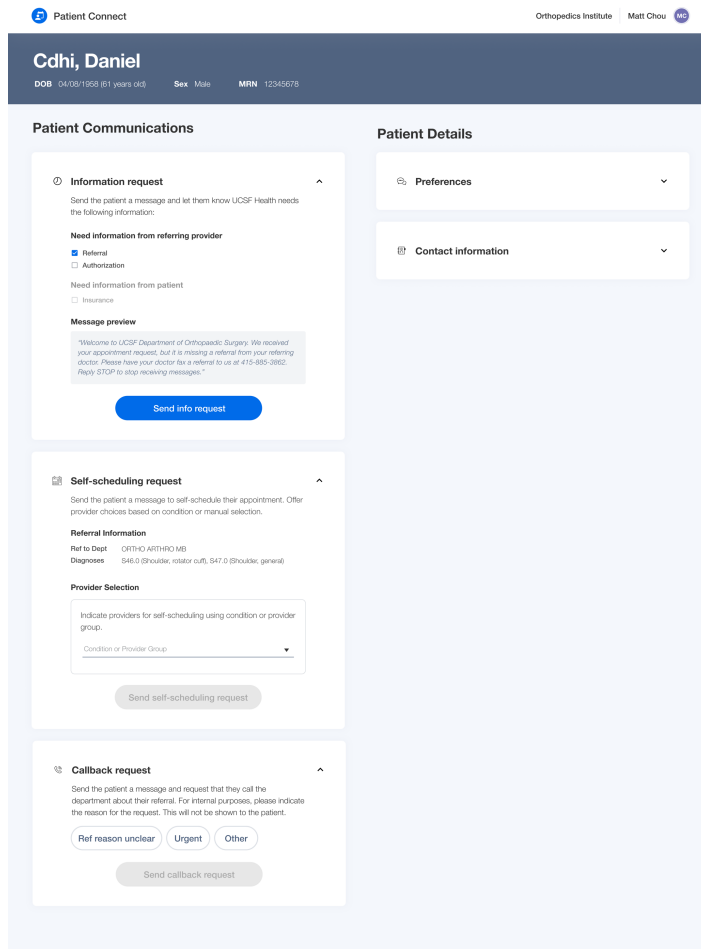 Patient Connect
Orthopedics Institute
Matt Chou
MC
Cdhi, Daniel
DOB 04/08/1958 (61 years old) Sex Male MRN 12345678
Patient Communications
Information request
Send the patient a message and let them know UCSF Health needs
the following information:
Need information from referring provider
Referral
Authorization
Need information from patient
Insurance
Message preview
"Welcome to UCSF Department of Orthopaedic Surgery. We received
your appointment request, but it is missing a referral from your referring
doctor. Please have your doctor fax a referral to us at 415-885-3862.
Reply STOP to stop receiving messages."
Send info request
Self-scheduling request
Send the patient a message to self-schedule their appointment. Offer
provider choices based on condition or manual selection.
Referral Information
Ref to Dept ORTHO ARTHRO MB
Diagnoses S46.0 (Shoulder, rotator cuff), S47.0 (Shoulder, general)
Provider Selection
Indicate providers for self-scheduling using condition or provider
group.
Condition or Provider Group
Send self-scheduling request
Callback request
Send the patient a message and request that they call the
department about their referral. For internal purposes, please indicate
the reason for the request. This will not be shown to the patient.
Ref reason unclear Urgent Other
Send callback request
Patient Details
Preferences
Contact information